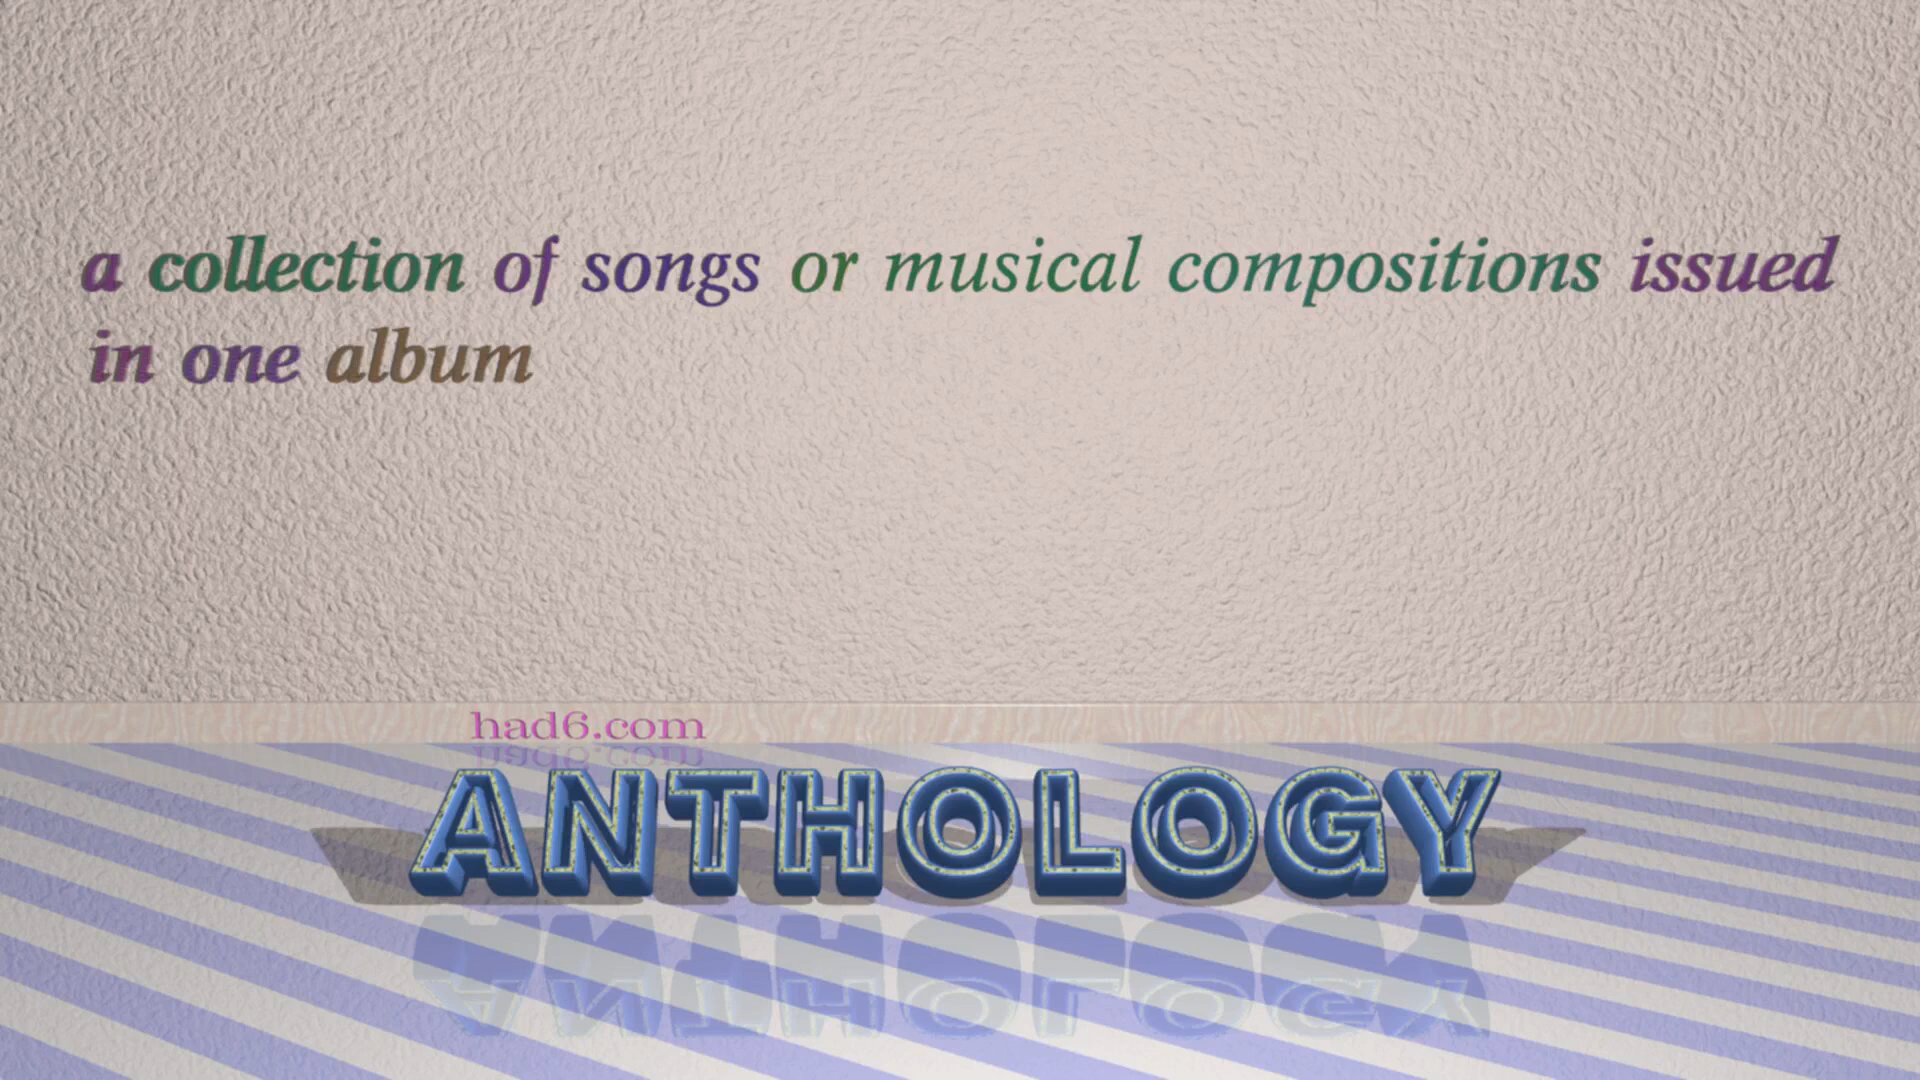 a collection of songs or musical compositions issued
in one album
had6.com
ANTHOLOGY